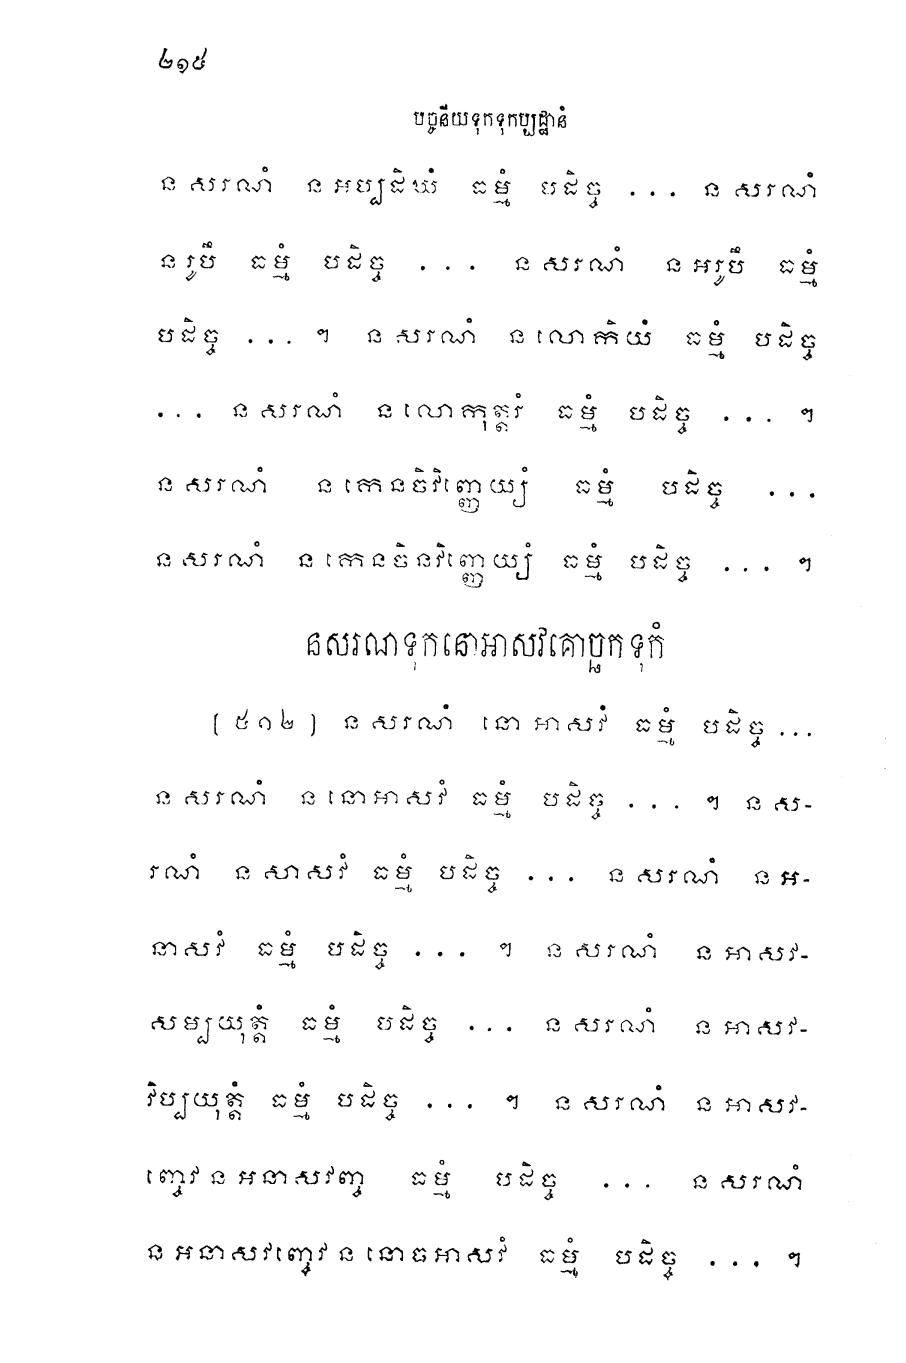 ២១៥
បច្ចនីយទុកទុកប្បដ្ឋានំ
ន សរណំ ន អប្បដិឃំ ធម្មំ បដិច្ច ... ន សរណំ
ន រូបឹ ធម្មំ បដិច្ច ... ន សរណំ ន អរូបឹ ធម្មំ
បដិច្ច ... ។ ន សរណំ ន លោកិយំ ធម្មំ បដិច្ច
... ន សរណំ ន លោកុត្តរំ ធម្មំ បដិច្ច ... ។
ន សរណំ ន កេនចិវិញ្ញេយ្យំ ធម្មំ បដិច្ច ...
ន សរណំ ន កេនចិនវិញ្ញេយ្យំ ធម្មំ បដិច្ច ... ។
នសរណទុកនោអាសវគោច្ឆកទុកំ
[ ៥០២ ] ន សរណំ នោ អាសវំ ធម្មំ បដិច្ច ...
ន សរណំ ន នោអាសវំ ធម្មំ បដិច្ច ... ។ ន ស-
រណំ ន សាសវំ ធម្មំ បដិច្ច ... ន សរណំ ន អ-
នាសវំ ធម្មំ បដិច្ច ... ។ ន សរណំ ន អាសវ-
សម្បយុត្តំ ធម្មំ បដិច្ច ... ន សរណំ ន អាសវ-
វិប្បយុត្តំ ធម្មំ បដិច្ច ... ។ ន សរណំ ន អាសវ-
ញ្ចេវ ន អនាសវញ្ច ធម្មំ បដិច្ច ... ន សរណំ
ន អនាសវញ្ចេវ ន នោចអាសវំ ធម្មំ បដិច្ច ... ។